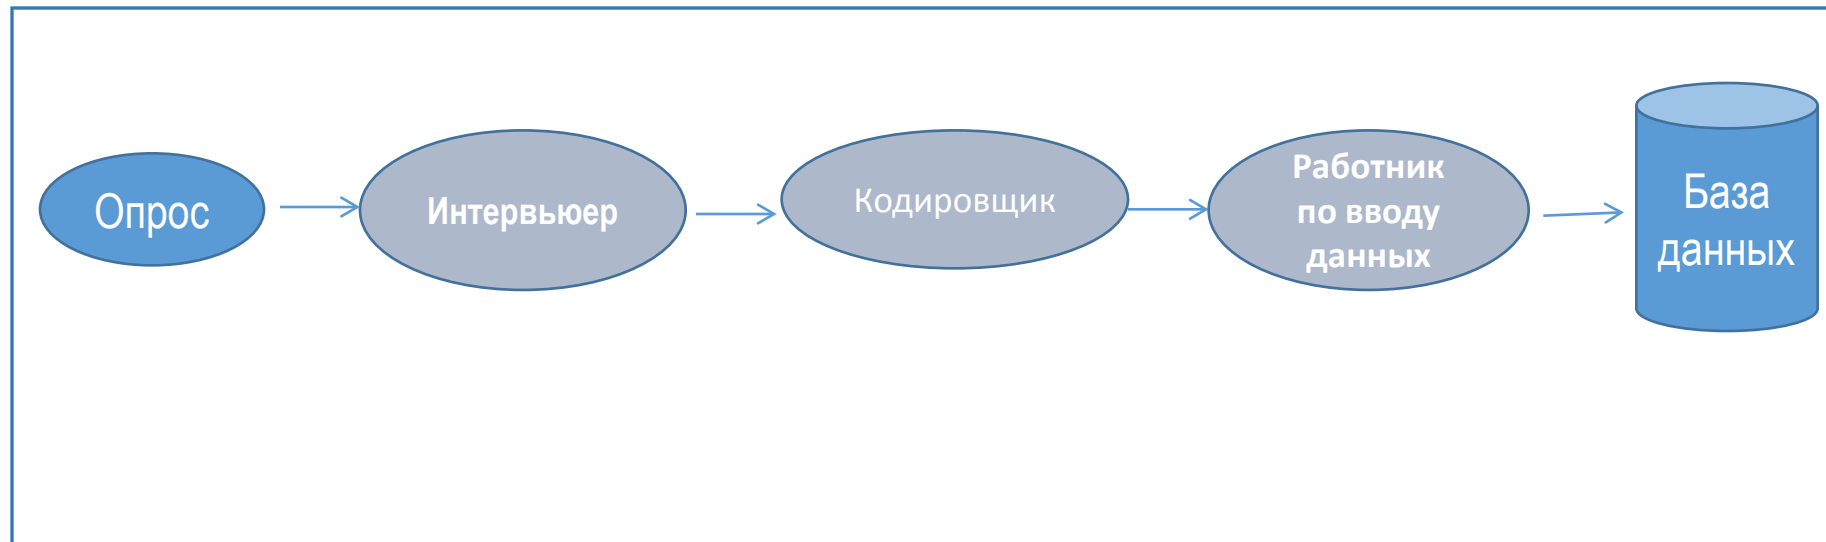 Опрос
Интервьюер
Кодировщик
Работник
по вводу
данных
База
данных